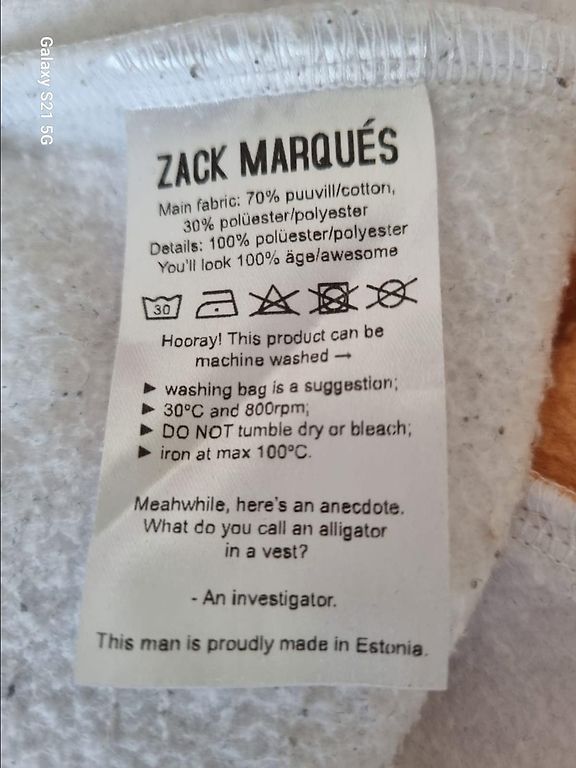 Galaxy S21 5G
ZACK MARQUÉS
Main fabric: 70% puuvill/cotton,
30% polüester/polyester
Details: 100% polüester/polyester
You'll look 100% äge/awesome
30
Hooray! This product can be
machine washed →
► washing bag is a suggestion;
► 30°C and 800rpm;
► DO NOT tumble dry or bleach;
► iron at max 100°C.
Meahwhile, here's an anecdote.
What do you call an alligator
in a vest?
- An investigator.
This man is proudly made in Estonia.